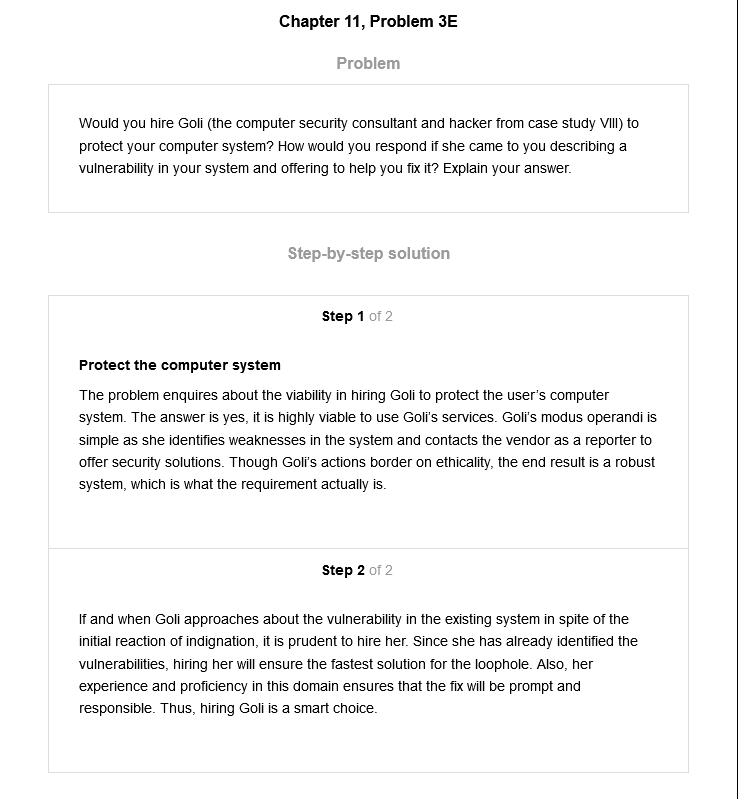 Chapter 11, Problem 3E
Problem
Would you hire Goli (the computer security consultant and hacker from case study VIII) to
protect your computer system? How would you respond if she came to you describing a
vulnerability in your system and offering to help you fix it? Explain your answer.
Step-by-step solution
Step 1 of 2
Protect the computer system
The problem enquires about the viability in hiring Goli to protect the user's computer
system. The answer is yes, it is highly viable to use Goli's services. Goli's modus operandi is
simple as she identifies weaknesses in the system and contacts the vendor as a reporter to
offer security solutions. Though Goli's actions border on ethicality, the end result is a robust
system, which is what the requirement actually is.
Step 2 of 2
If and when Goli approaches about the vulnerability in the existing system in spite of the
initial reaction of indignation, it is prudent to hire her. Since she has already identified the
vulnerabilities, hiring her will ensure the fastest solution for the loophole. Also, her
experience and proficiency in this domain ensures that the fix will be prompt and
responsible. Thus, hiring Goli is a smart choice.